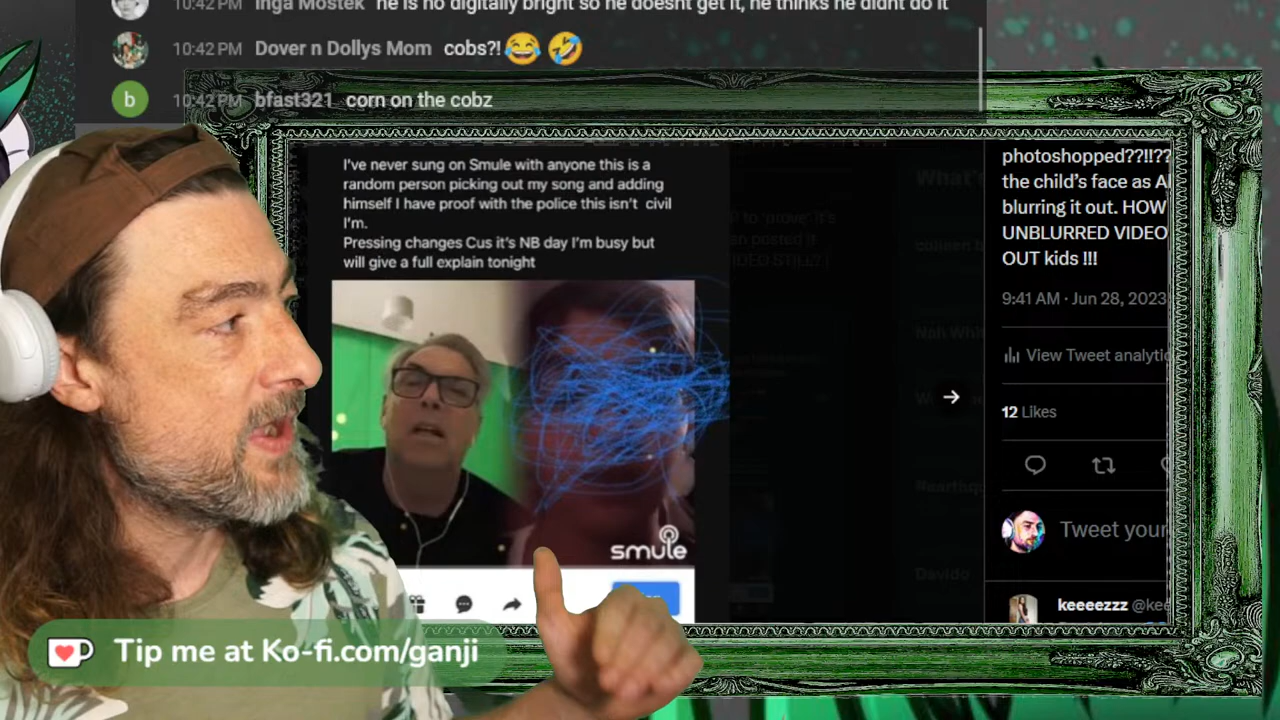 10:42 PM Inga Mostek he is no digitally bright so he doesnt get it, he thinks he didnt do it
10:42 PM Dover n Dollys Mom cobs?!😂 🤣
b 10:42 PM bfast321 corn on the cobz
I've never sung on Smule with anyone this is a
random person picking out my song and adding
himself I have proof with the police this isn't civil
I'm.
Pressing changes Cus it's NB day I'm busy but
will give a full explain tonight
smule
photoshopped??!!??
the child's face as
blurring it out. HOW
UNBLURRED VIDEO
OUT kids !!!
9:41 AM · Jun 28, 2023
View Tweet
12 Likes
Tweet your
keeeezzz
Tip me at Ko-fi.com/ganji